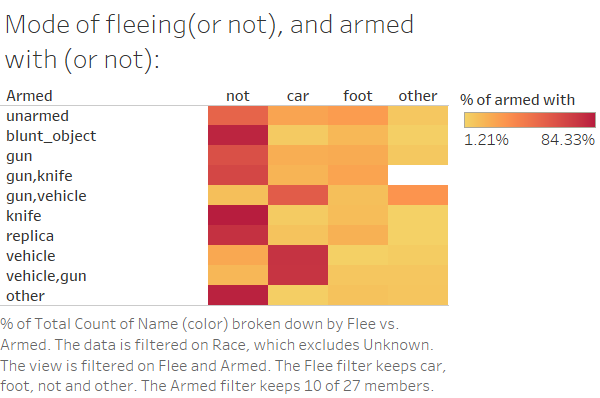 Mode of fleeing(or not), and armed
with (or not):
Armed not car foot other
% of armed with
unarmed
1.21% 84.33%
blunt_object
gun
gun,knife
gun,vehicle
knife
replica
vehicle
vehicle,gun
other
% of Total Count of Name (color) broken down by Flee vs.
Armed. The data is filtered on Race, which excludes Unknown.
The view is filtered on Flee and Armed. The Flee filter keeps car,
foot, not and other. The Armed filter keeps 10 of 27 members.